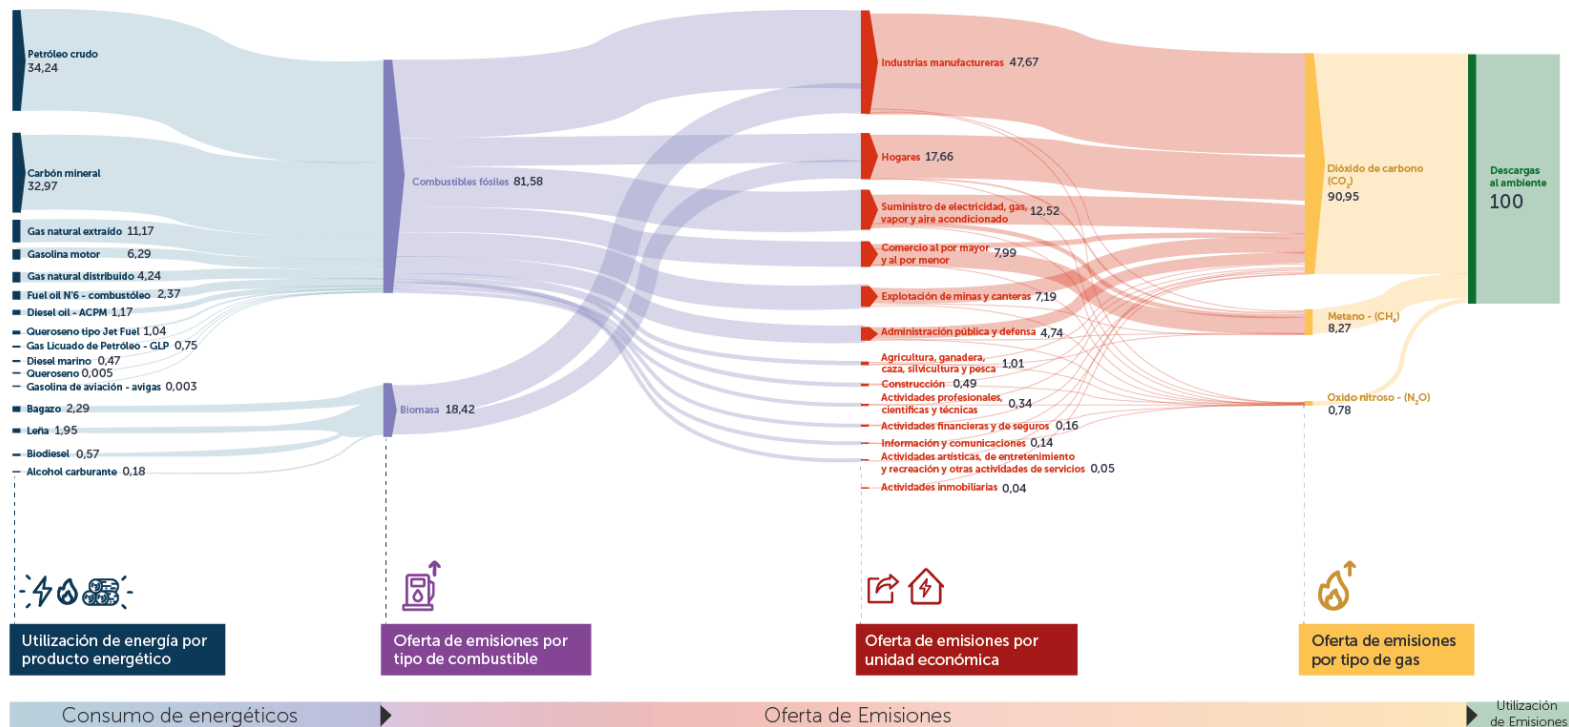 Petróleo crudo
34,24
Carbón mineral
32,97
Gas natural extraído 11,17
Gasolina motor 6,29
Gas natural distribuido 4,24
Fuel oil N°6 - combustóleo 2,37
Diesel oil - ACPM 1,17
Queroseno tipo Jet Fuel 1,04
Gas Licuado de Petróleo - GLP 0,75
Diesel marino 0,47
Queroseno 0,005
Gasolina de aviación - avigas 0,003
Bagazo 2,29
Leña 1,95
Biodiesel 0,57
Alcohol carburante 0,18
Combustibles fósiles 81,58
Biomasa 18,42
Industrias manufactureras 47,67
Hogares 17,66
Suministro de electricidad, gas,
vapor y aire acondicionado 12,52
Comercio al por mayor
y al por menor 7,99
Explotación de minas y canteras 7,19
Administración pública y defensa 4,74
Agricultura, ganadera,
caza, silvicultura y pesca 1,01
Construcción 0,49
Actividades profesionales,
científicas y técnicas 0,34
Actividades financieras y de seguros 0,16
Información y comunicaciones 0,14
Actividades artísticas, de entretenimiento
y recreación y otras actividades de servicios 0,05
Actividades inmobiliarias 0,04
Dióxido de carbono
(CO₂)
90,95
Metano - (CH₄)
8,27
Oxido nitroso - (N₂O)
0,78
Descargas
al ambiente
100
Utilización de energía por
producto energético
Oferta de emisiones por
tipo de combustible
Oferta de emisiones por
unidad económica
Oferta de emisiones
por tipo de gas
Consumo de energéticos
Oferta de Emisiones
Utilización
de Emisiones